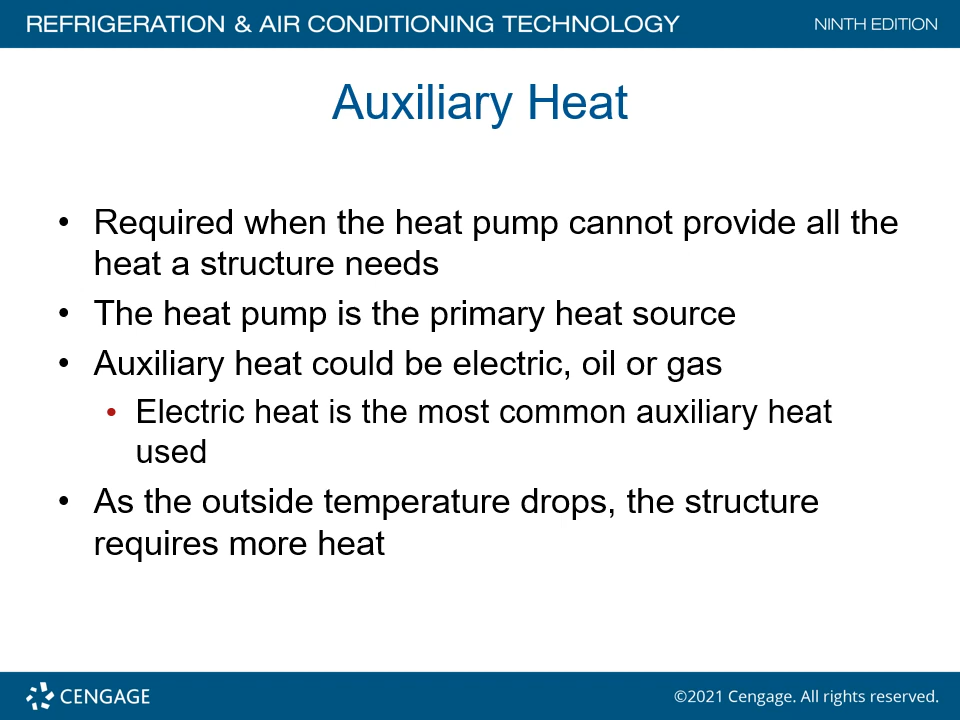 REFRIGERATION & AIR CONDITIONING TECHNOLOGY
NINTH EDITION
Auxiliary Heat
• Required when the heat pump cannot provide all the
heat a structure needs
• The heat pump is the primary heat source
• Auxiliary heat could be electric, oil or gas
• Electric heat is the most common auxiliary heat
used
• As the outside temperature drops, the structure
requires more heat
CENGAGE
©2021 Cengage. All rights reserved.